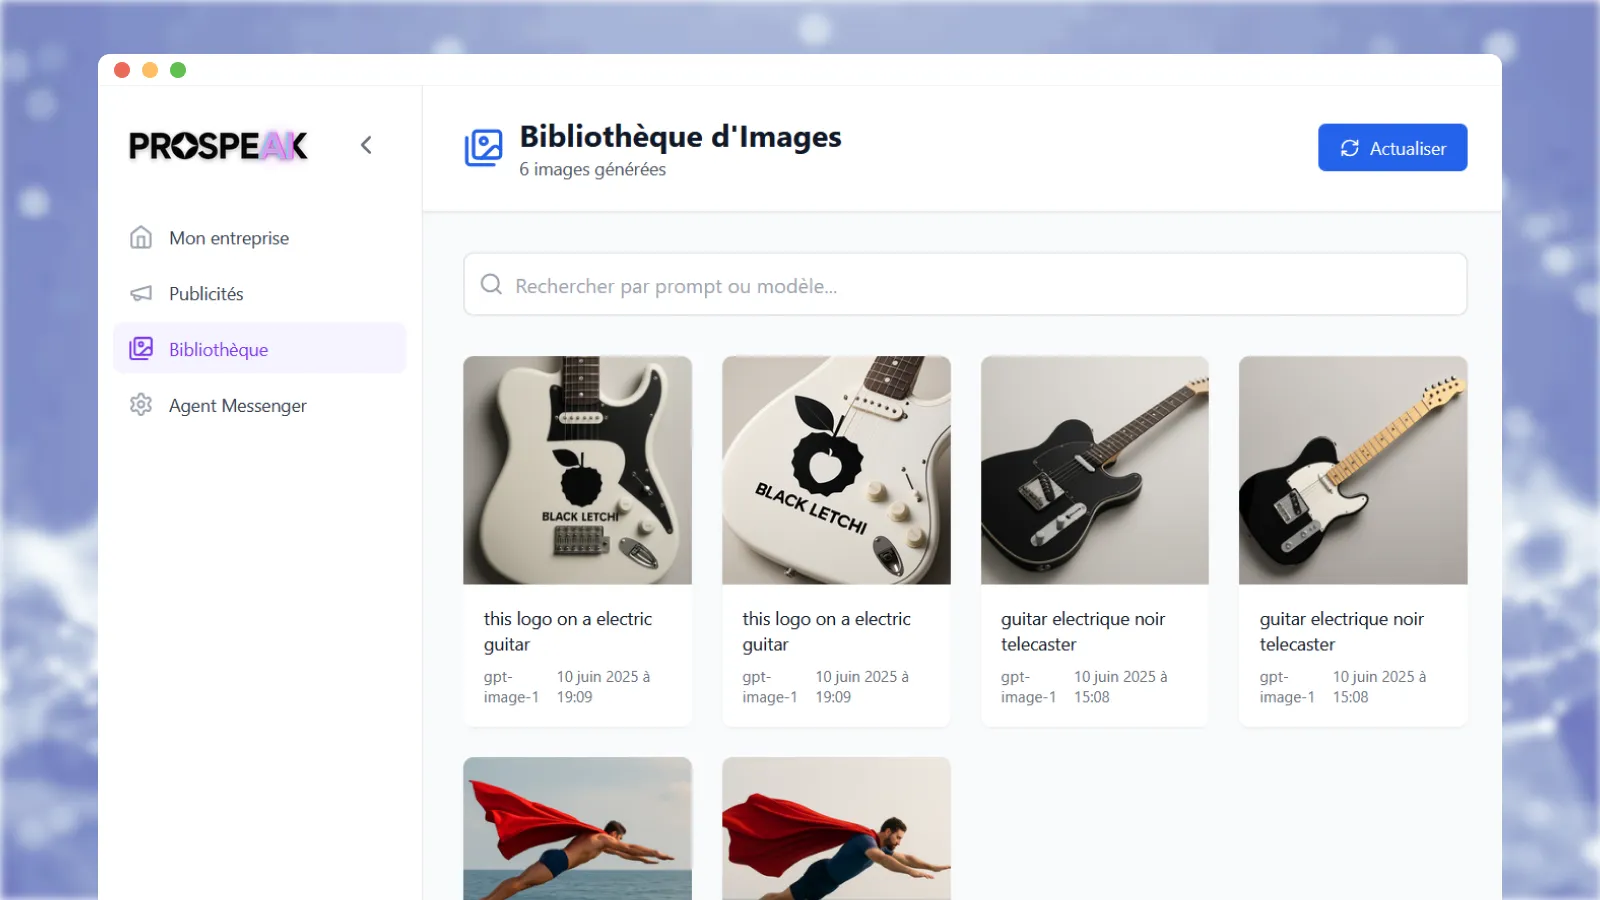 PROSPEAK
Mon entreprise
Publicités
Bibliothèque
Agent Messenger
Bibliothèque d'Images
6 images générées
Actualiser
Rechercher par prompt ou modèle...
BLACK LETCHI
this logo on a electric
guitar
gpt-
image-1
10 juin 2025 à
19:09
BLACK LETCHI
this logo on a electric
guitar
gpt-
image-1
10 juin 2025 à
19:09
guitar electrique noir
telecaster
gpt-
image-1
10 juin 2025 à
15:08
guitar electrique noir
telecaster
gpt-
image-1
10 juin 2025 à
15:08